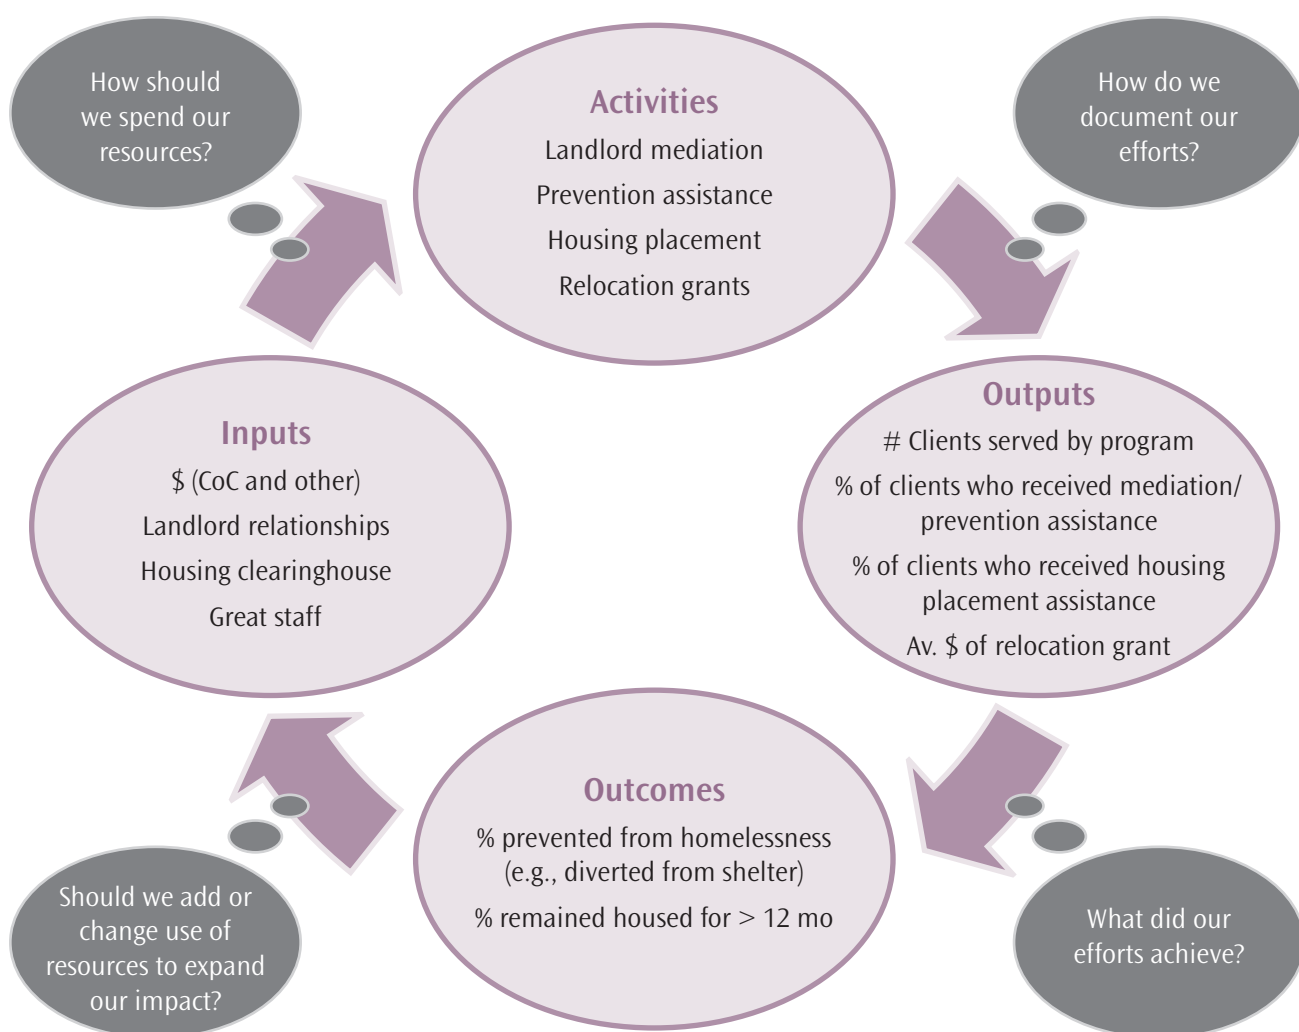 How should
we spend our
resources?
Activities
Landlord mediation
Prevention assistance
Housing placement
Relocation grants
How do we
document our
efforts?
Inputs
$ (CoC and other)
Landlord relationships
Housing clearinghouse
Great staff
Outputs
# Clients served by program
% of clients who received mediation/
prevention assistance
% of clients who received housing
placement assistance
Av. $ of relocation grant
Outcomes
% prevented from homelessness
(e.g., diverted from shelter)
% remained housed for > 12 mo
Should we add or
change use of
resources to expand
our impact?
What did our
efforts achieve?